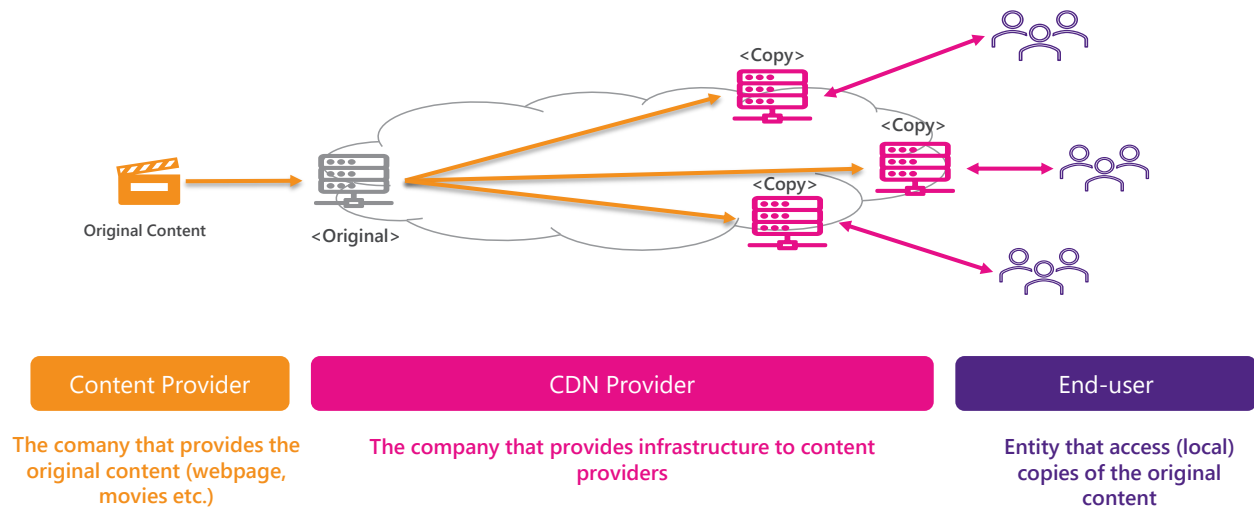 <Copy>
<Copy>
<Copy>
Original Content
<Original>
Content Provider
CDN Provider
End-user
The comany that provides the
original content (webpage,
movies etc.)
The company that provides infrastructure to content
providers
Entity that access (local)
copies of the original
content